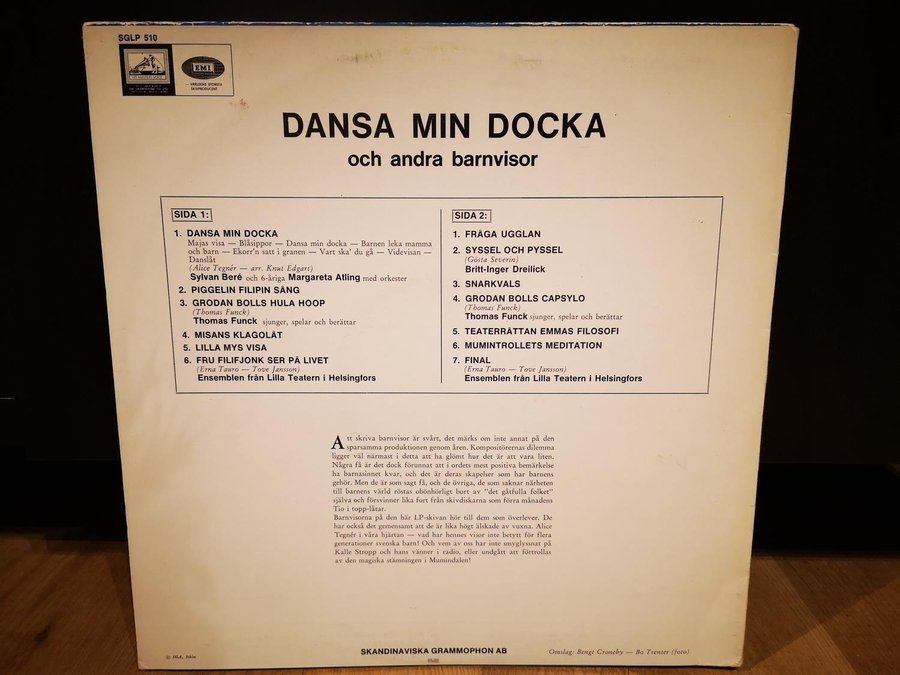 SGLP 510
EMI
— VÄRLDENS STÖRSTA
SKIVPRODUCENT
DANSA MIN DOCKA
och andra barnvisor
SIDA 1:
1. DANSA MIN DOCKA
Majas visa — Blåsippor — Dansa min docka — Barnen leka mamma
och barn — Ekorr'n satt i granen — Vart ska' du gå — Videvisan —
Danslåt
(Alice Tegnér — arr. Knut Edgart)
Sylvan Beré och 6-åriga Margareta Atling med orkester
2. PIGGELIN FILIPIN SÅNG
3. GRODAN BOLLS HULA HOOP
(Thomas Funck)
Thomas Funck sjunger, spelar och berättar
4. MISANS KLAGOLÅT
5. LILLA MYS VISA
6. FRU FILIFJONK SER PÅ LIVET
(Erna Tauro — Tove Jansson)
Ensemblen från Lilla Teatern i Helsingfors
SIDA 2:
1. FRÅGA UGGLAN
2. SYSSEL OCH PYSSEL
(Gösta Severin)
Britt-Inger Dreilick
3. SNARKVALS
4. GRODAN BOLLS CAPSYLO
(Thomas Funck)
Thomas Funck sjunger, spelar och berättar
5. TEATERRÅTTAN EMMAS FILOSOFI
6. MUMINTROLLETS MEDITATION
7. FINAL
(Erna Tauro — Tove Jansson)
Ensemblen från Lilla Teatern i Helsingfors
Att skriva barnvisor är svårt, det märks om inte annat på den
sparsamma produktionen genom åren. Kompositörernas dilemma
ligger väl närmast i detta att ha glömt hur det är att vara liten.
Några få är det dock förunnat att i ordets mest positiva bemärkelse
ha barnasinnet kvar, och det är deras skapelser som har barnens
gehör. Men de är som sagt få, och de övriga, de som saknar närheten
till barnens värld röstas obönhörligt bort av "det gåtfulla folket"
själva och försvinner lika fort från skivdiskarna som förra månadens
Tio i topp-låtar.
Barnvisorna på den här LP-skivan hör till dem som överlever. De
har också det gemensamt att de är lika högt älskade av vuxna. Alice
Tegnér i våra hjärtan — vad har hennes visor inte betytt för flera
generationer svenska barn! Och vem av oss har inte smyglyssnat på
Kalle Stropp och hans vänner i radio, eller undgått att förtrollas
av den magiska stämningen i Mumindalen!
SKANDINAVISKA GRAMMOPHON AB
Omslag: Bengt Croneby — Bo Trenter (foto)